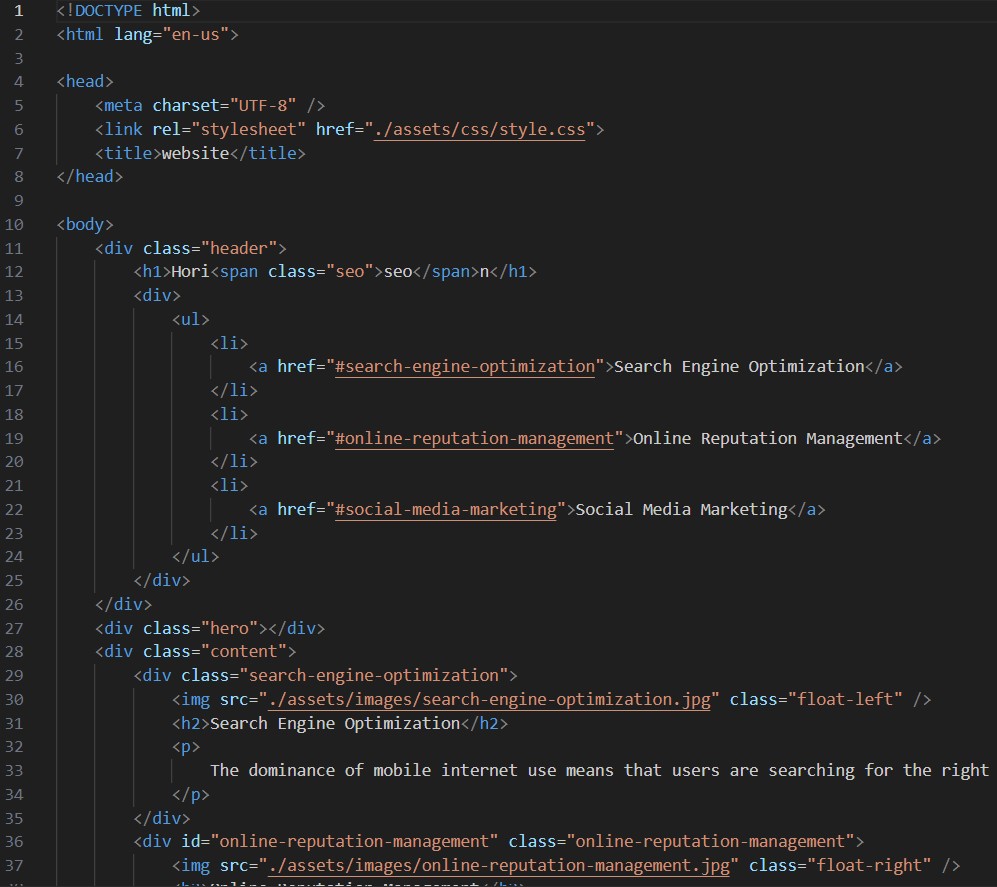 1 <!DOCTYPE html>
2 <html lang="en-us">
3
4 <head>
5     <meta charset="UTF-8" />
6     <link rel="stylesheet" href="./assets/css/style.css">
7     <title>website</title>
8 </head>
9
10 <body>
11     <div class="header">
12         <h1>Hori<span class="seo">seo</span>n</h1>
13         <div>
14             <ul>
15                 <li>
16                     <a href="#search-engine-optimization">Search Engine Optimization</a>
17                 </li>
18                 <li>
19                     <a href="#online-reputation-management">Online Reputation Management</a>
20                 </li>
21                 <li>
22                     <a href="#social-media-marketing">Social Media Marketing</a>
23                 </li>
24             </ul>
25         </div>
26     </div>
27     <div class="hero"></div>
28     <div class="content">
29         <div class="search-engine-optimization">
30             <img src="./assets/images/search-engine-optimization.jpg" class="float-left" />
31             <h2>Search Engine Optimization</h2>
32             <p>
33                 The dominance of mobile internet use means that users are searching for the right
34             </p>
35         </div>
36         <div id="online-reputation-management" class="online-reputation-management">
37             <img src="./assets/images/online-reputation-management.jpg" class="float-right" />